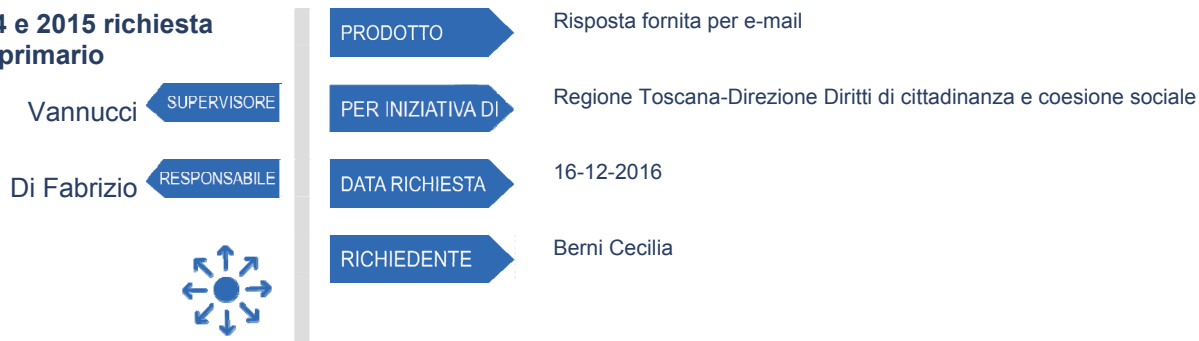 4 e 2015 richiesta
primario
Vannucci SUPERVISORE
Di Fabrizio RESPONSABILE
PRODOTTO Risposta fornita per e-mail
PER INIZIATIVA DI Regione Toscana-Direzione Diritti di cittadinanza e coesione sociale
DATA RICHIESTA 16-12-2016
RICHIEDENTE Berni Cecilia